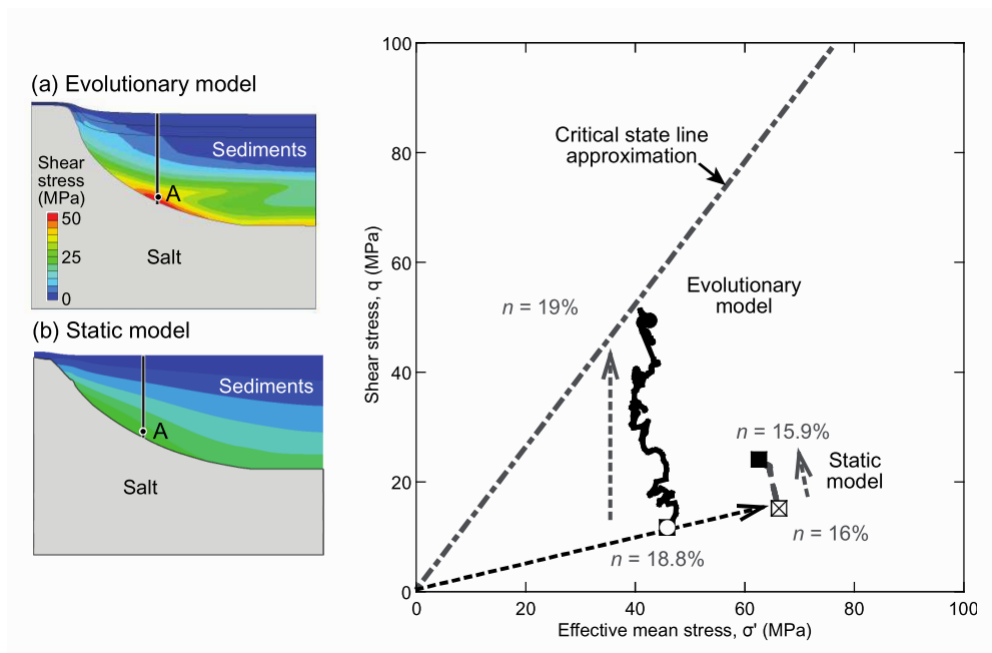 (a) Evolutionary model
Sediments
Shear
stress
(MPa)
A
50
25
0
Salt
(b) Static model
Sediments
A
Salt
100
80
60
40
20
0
Shear stress, q (MPa)
Critical state line
approximation
Evolutionary
model
n = 19%
n = 15.9%
Static
model
n = 16%
n = 18.8%
0 20 40 60 80 100
Effective mean stress, σ' (MPa)